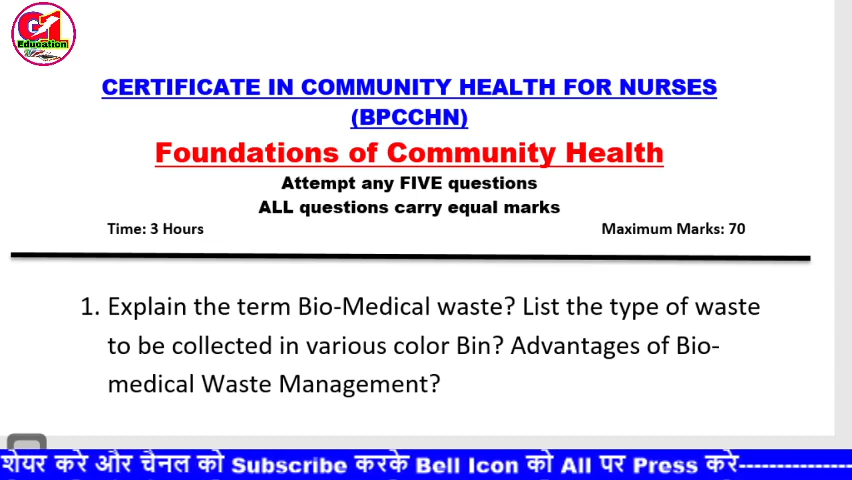 GI
Education
CERTIFICATE IN COMMUNITY HEALTH FOR NURSES
(BPCCHN)
Foundations of Community Health
Attempt any FIVE questions
ALL questions carry equal marks
Time: 3 Hours Maximum Marks: 70
1. Explain the term Bio-Medical waste? List the type of waste
to be collected in various color Bin? Advantages of Bio-
medical Waste Management?
शेयर करे और चैनल को Subscribe करके Bell Icon को All पर Press करे---------------